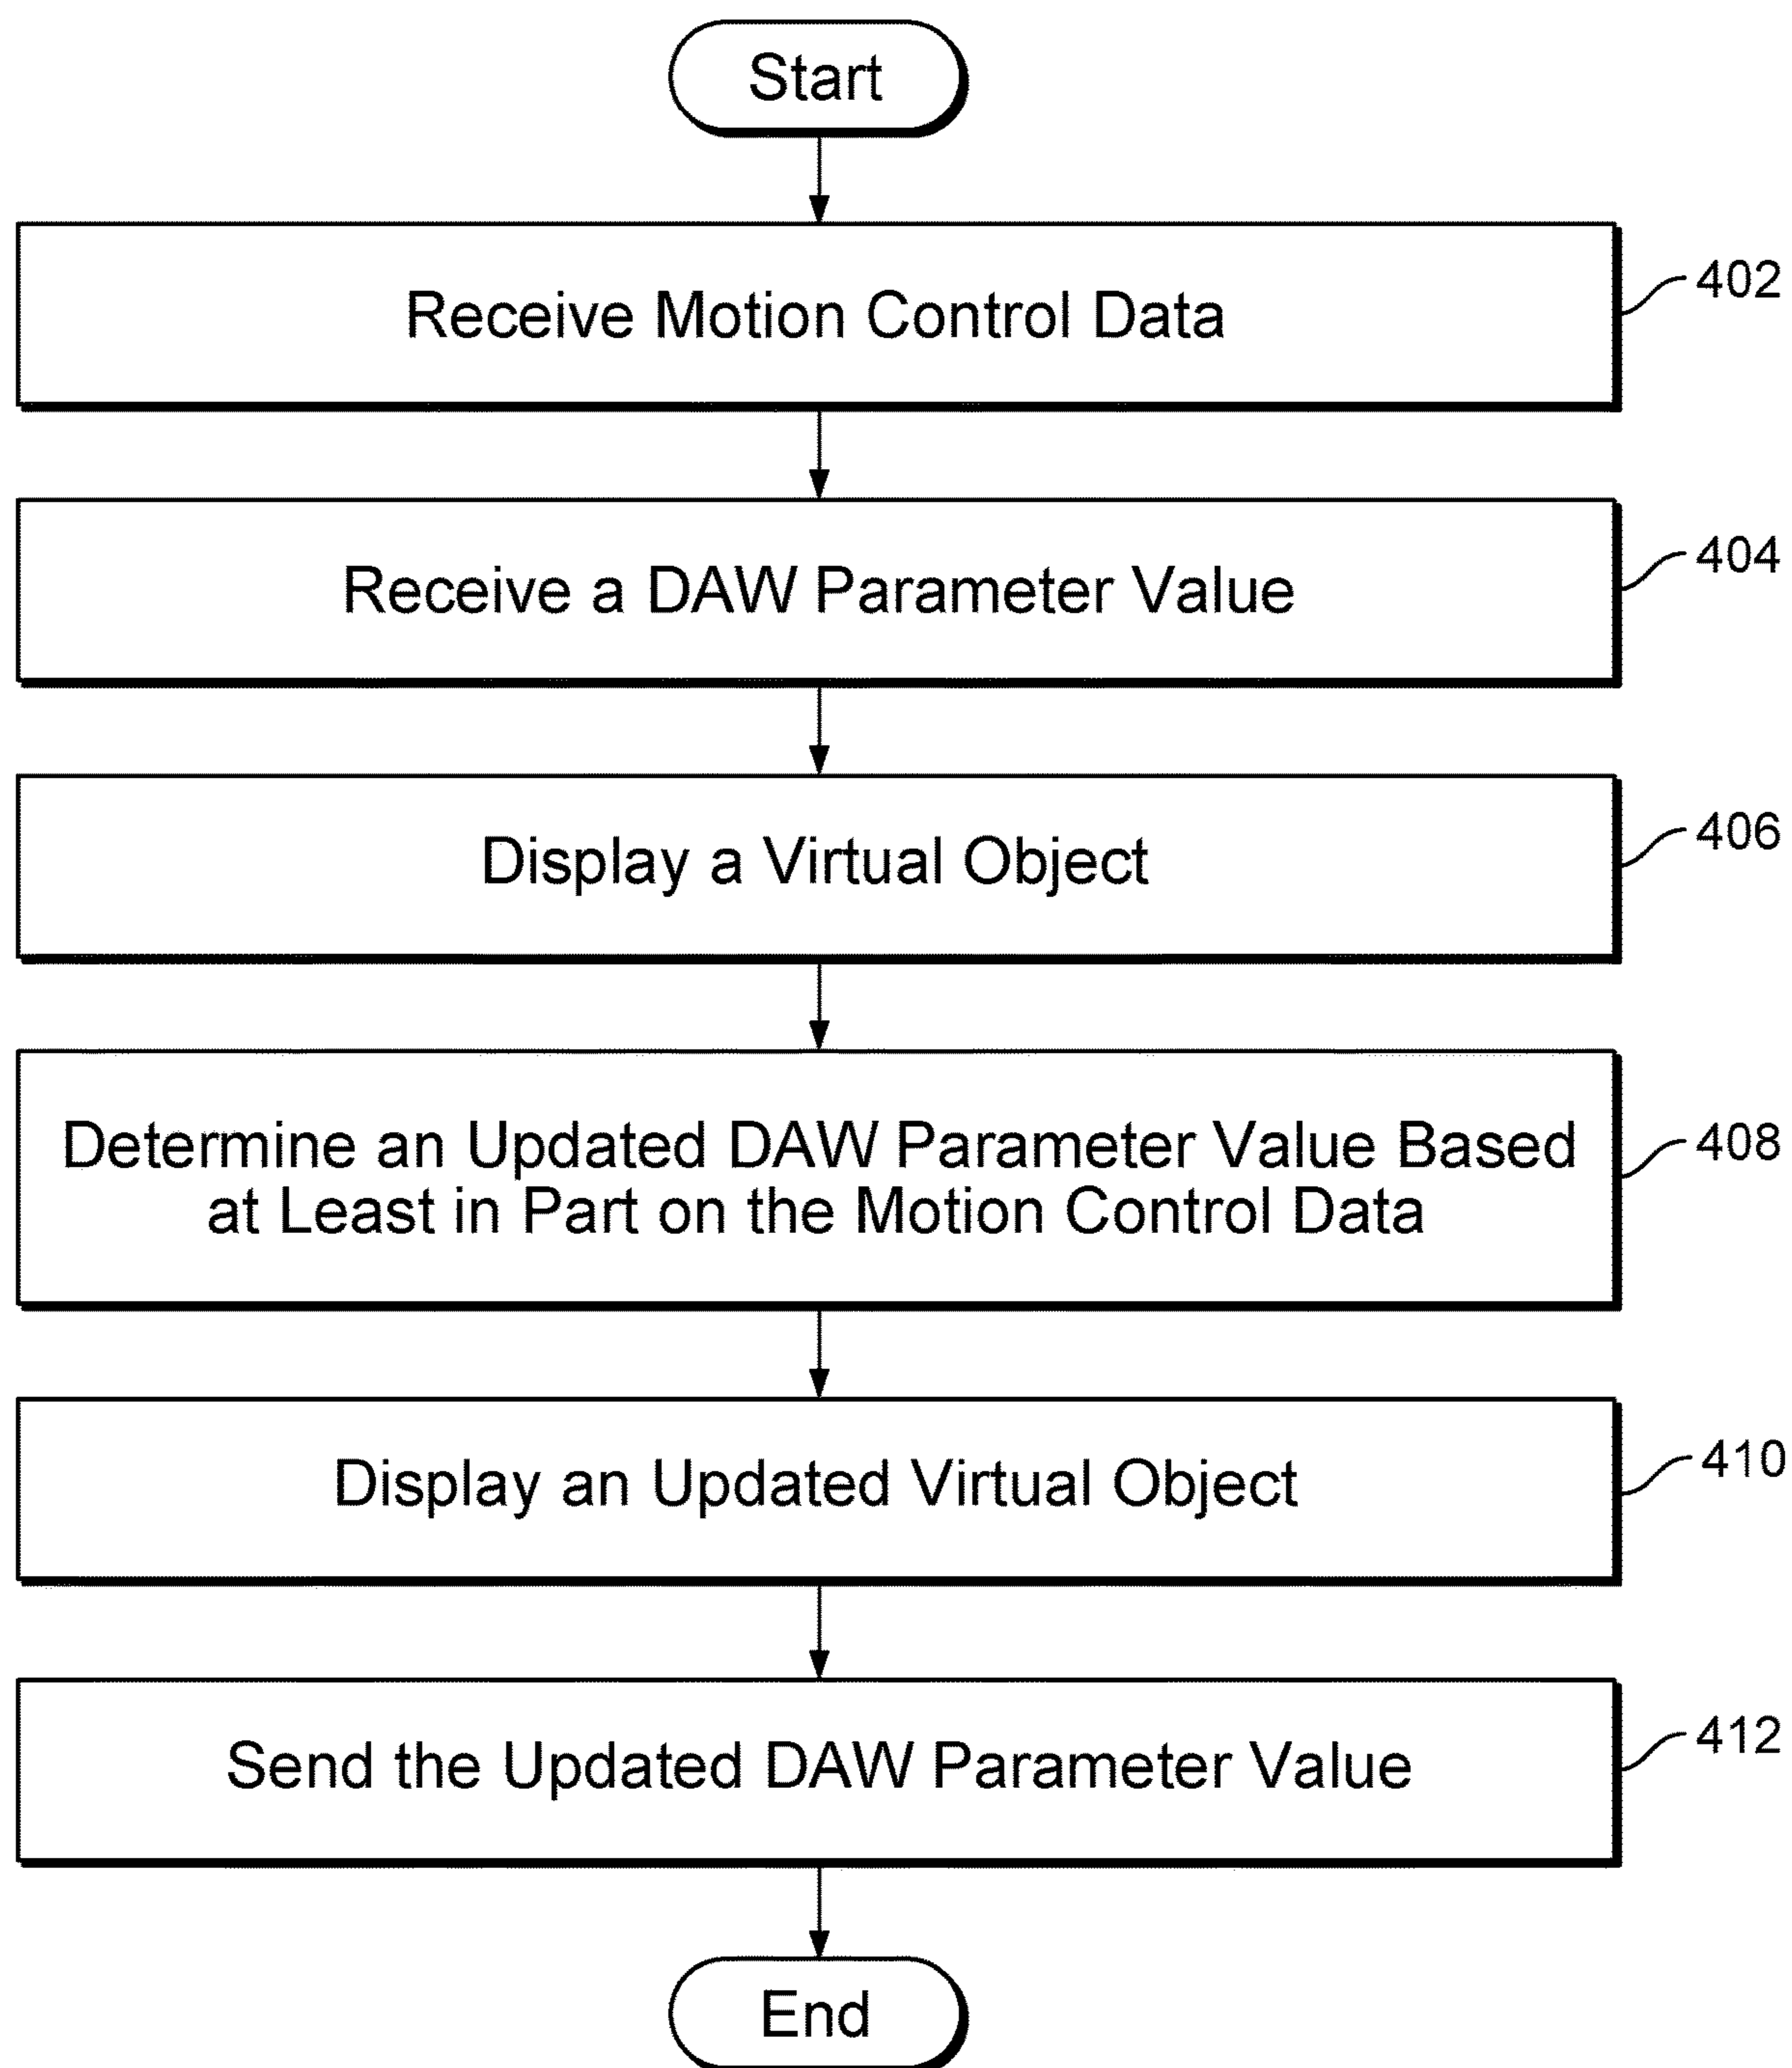 Start
Receive Motion Control Data
402
Receive a DAW Parameter Value
404
Display a Virtual Object
406
Determine an Updated DAW Parameter Value Based
at Least in Part on the Motion Control Data
408
Display an Updated Virtual Object
410
Send the Updated DAW Parameter Value
412
End